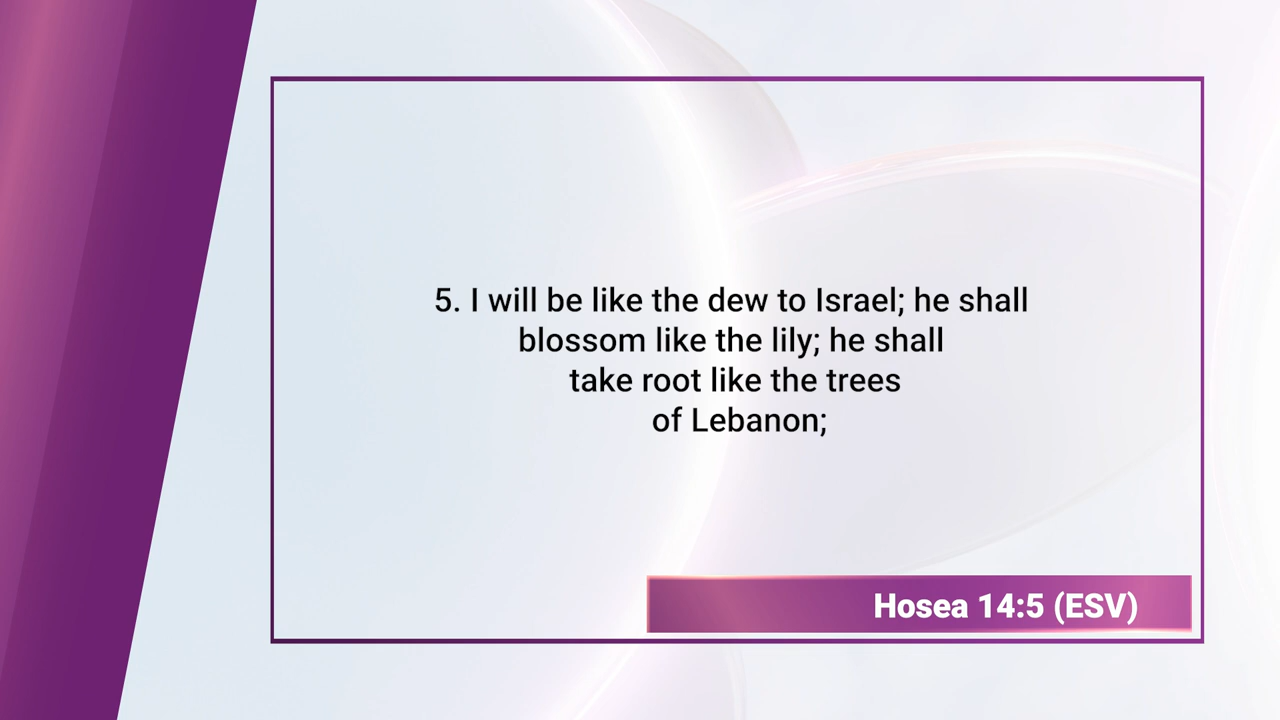 5. I will be like the dew to Israel; he shall
blossom like the lily; he shall
take root like the trees
of Lebanon;
Hosea 14:5 (ESV)